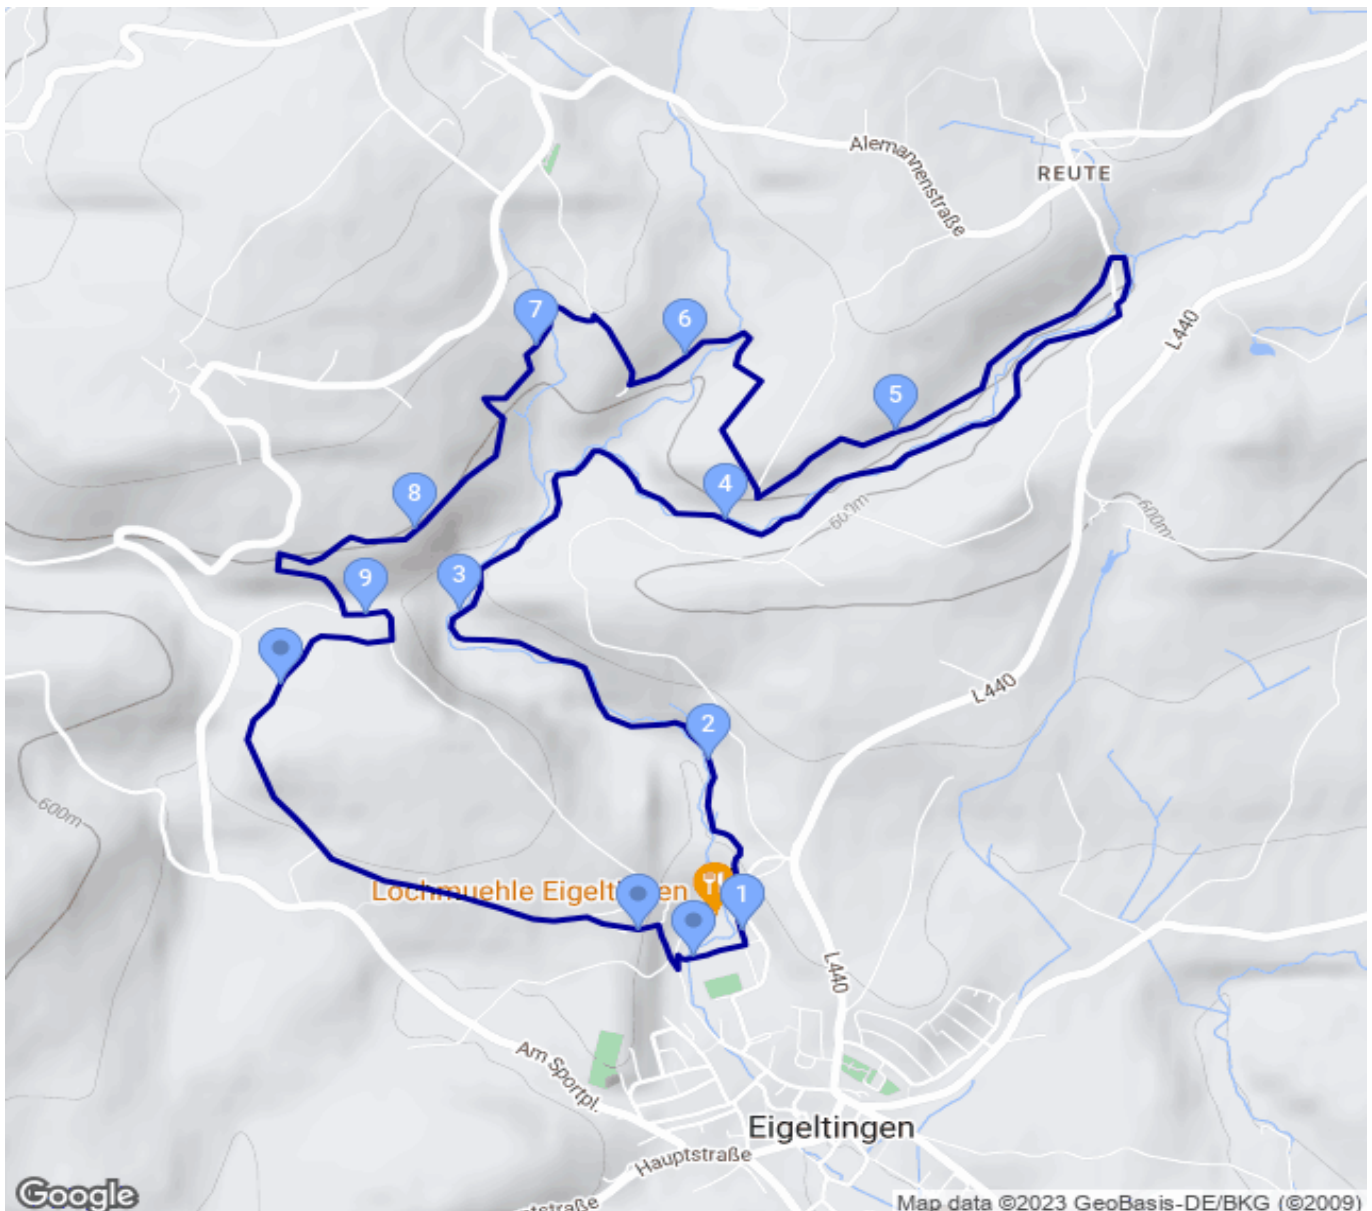 Alemannenstraße
REUTE
L440
7
6
5
4
600m
600m
8
9
3
L440
2
600m
Lochmuehle Eigeltingen
1
L440
Am Sportpl.
Eigeltingen
Hauptstraße
ptstraße
Google
Map data ©2023 GeoBasis-DE/BKG (©2009)